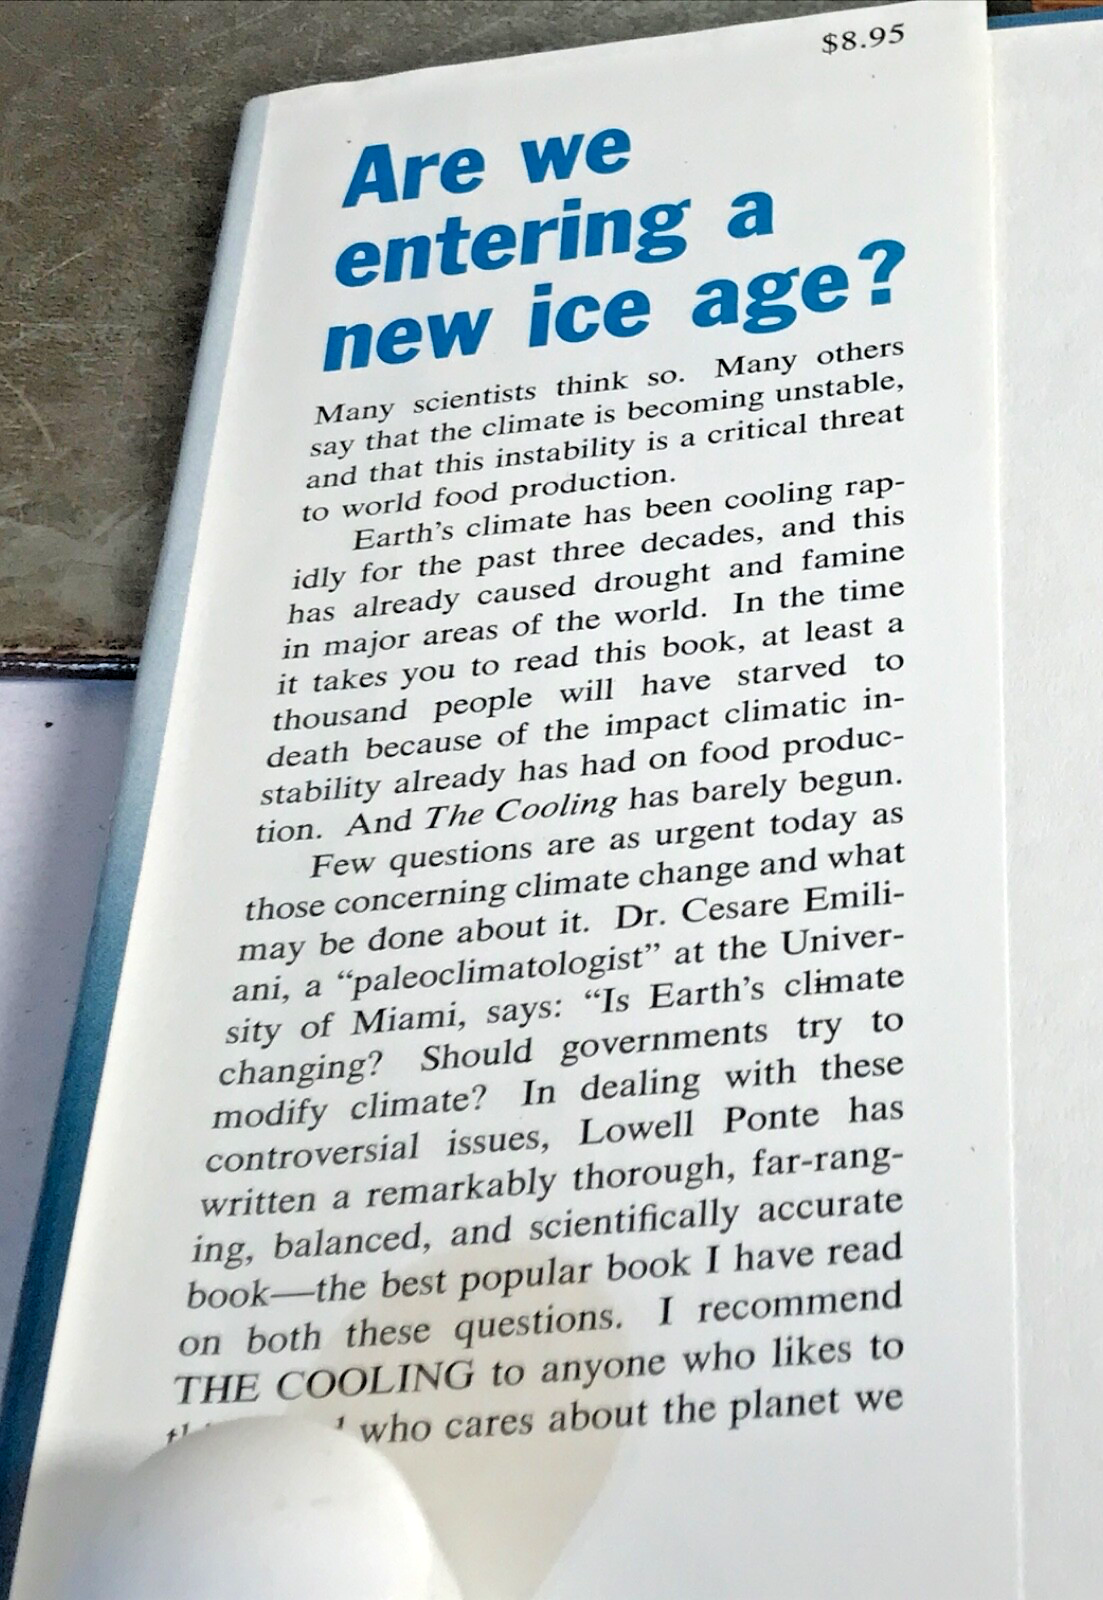 $8.95
Are we
entering a
new ice age?
Many scientists think so. Many others
say that the climate is becoming unstable,
and that this instability is a critical threat
to world food production.
Earth's climate has been cooling rap-
idly for the past three decades, and this
has already caused drought and famine
in major areas of the world. In the time
it takes you to read this book, at least a
thousand people will have starved to
death because of the impact climatic in-
stability already has had on food produc-
tion. And The Cooling has barely begun.
Few questions are as urgent today as
those concerning climate change and what
may be done about it. Dr. Cesare Emili-
ani, a “paleoclimatologist” at the Univer-
sity of Miami, says: “Is Earth's climate
changing? Should governments try to
modify climate? In dealing with these
controversial issues, Lowell Ponte has
written a remarkably thorough, far-rang-
ing, balanced, and scientifically accurate
book—the best popular book I have read
on both these questions. I recommend
THE COOLING to anyone who likes to
who cares about the planet we